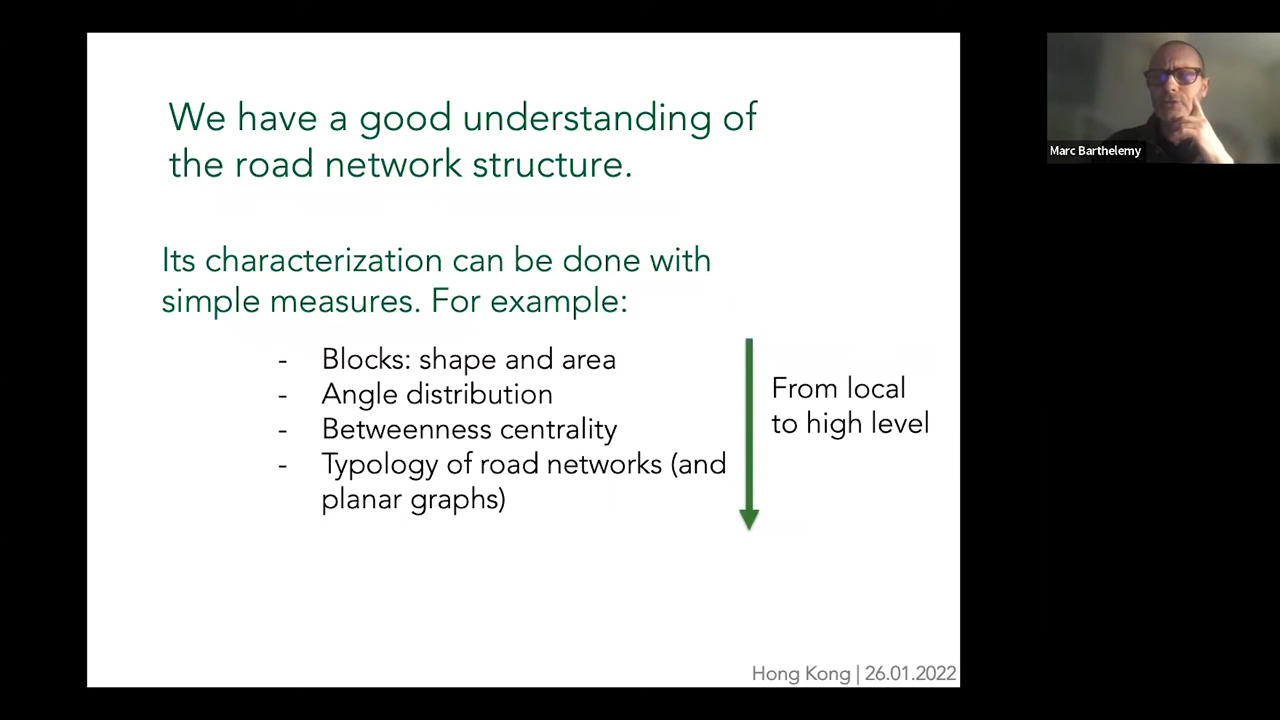 We have a good understanding of
the road network structure.
Its characterization can be done with
simple measures. For example:
- Blocks: shape and area
- Angle distribution
- Betweenness centrality
- Typology of road networks (and
planar graphs)
From local
to high level
Hong Kong | 26.01.2022
Marc Barthelemy